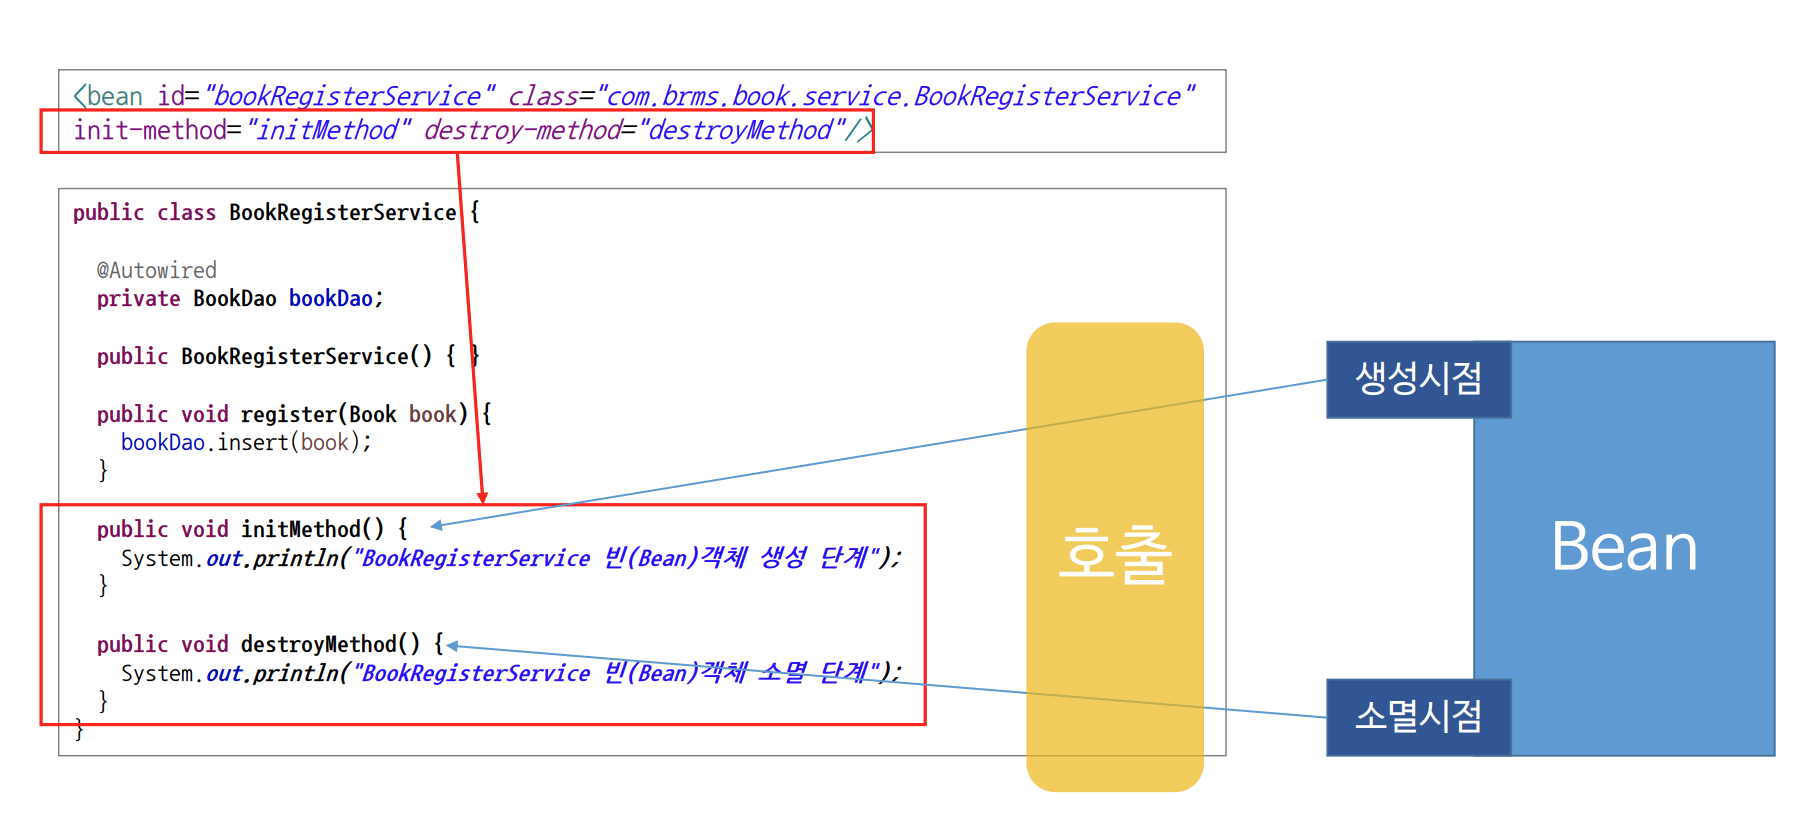 <bean id="bookRegisterService" class="com.brms.book.service.BookRegisterService"
init-method="initMethod" destroy-method="destroyMethod"/>
public class BookRegisterService {
@Autowired
private BookDao bookDao;
public BookRegisterService() { }
public void register(Book book) {
bookDao.insert(book);
}
public void initMethod() {
System.out.println("BookRegisterService 빈(Bean)객체 생성 단계");
}
public void destroyMethod() {
System.out.println("BookRegisterService 빈(Bean)객체 소멸 단계");
}
}
호출
생성시점
Bean
소멸시점